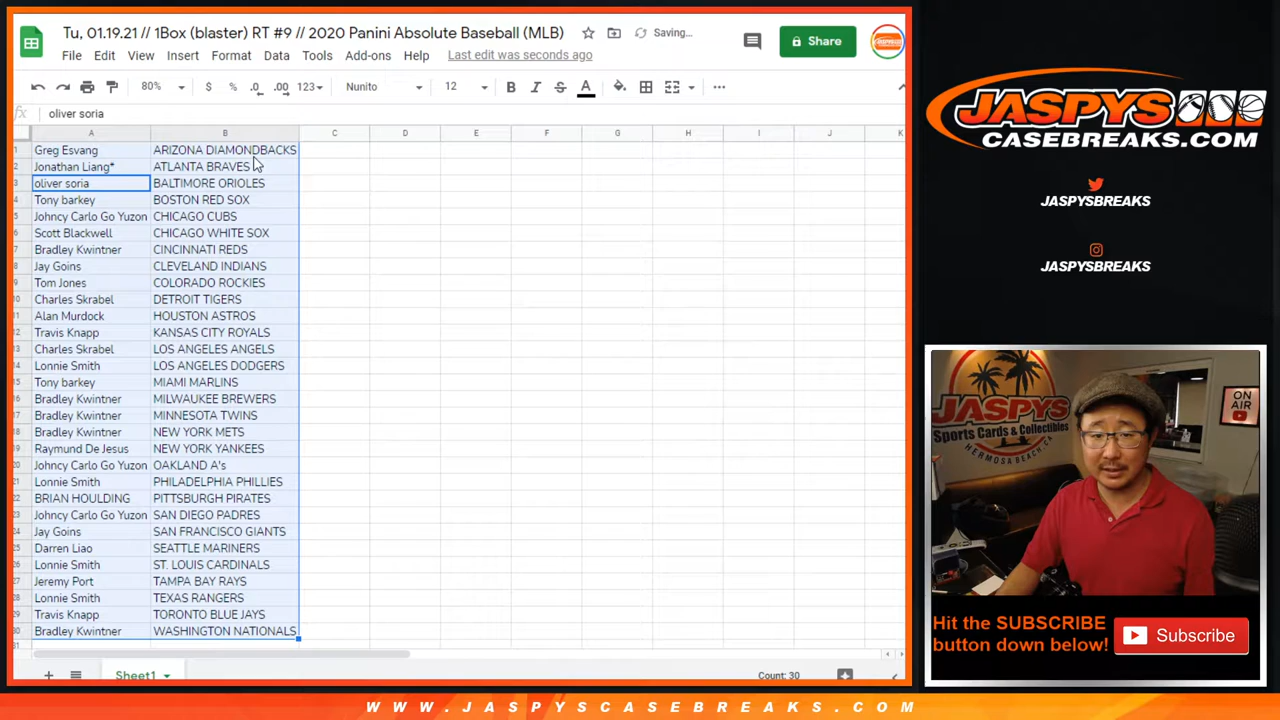 Tu, 01.19.21 // 1Box (blaster) RT #9 // 2020 Panini Absolute Baseball (MLB)
Saving...
File Edit View Insert Format Data Tools Add-ons Help Last edit was seconds ago
Share
80% $ % .0 .00 123 Nunito 12 B I S A
fx oliver soria
A B C D E F G H I J K
1 Greg Esvang ARIZONA DIAMONDBACKS
2 Jonathan Liang* ATLANTA BRAVES
3 oliver soria BALTIMORE ORIOLES
4 Tony barkey BOSTON RED SOX
5 Johncy Carlo Go Yuzon CHICAGO CUBS
6 Scott Blackwell CHICAGO WHITE SOX
7 Bradley Kwintner CINCINNATI REDS
8 Jay Goins CLEVELAND INDIANS
9 Tom Jones COLORADO ROCKIES
10 Charles Skrabel DETROIT TIGERS
11 Alan Murdock HOUSTON ASTROS
12 Travis Knapp KANSAS CITY ROYALS
13 Charles Skrabel LOS ANGELES ANGELS
14 Lonnie Smith LOS ANGELES DODGERS
15 Tony barkey MIAMI MARLINS
16 Bradley Kwintner MILWAUKEE BREWERS
17 Bradley Kwintner MINNESOTA TWINS
18 Bradley Kwintner NEW YORK METS
19 Raymund De Jesus NEW YORK YANKEES
20 Johncy Carlo Go Yuzon OAKLAND A's
21 Lonnie Smith PHILADELPHIA PHILLIES
22 BRIAN HOULDING PITTSBURGH PIRATES
23 Johncy Carlo Go Yuzon SAN DIEGO PADRES
24 Jay Goins SAN FRANCISCO GIANTS
25 Darren Liao SEATTLE MARINERS
26 Lonnie Smith ST. LOUIS CARDINALS
27 Jeremy Port TAMPA BAY RAYS
28 Lonnie Smith TEXAS RANGERS
29 Travis Knapp TORONTO BLUE JAYS
30 Bradley Kwintner WASHINGTON NATIONALS
31
Sheet1
Count: 30
JASPYS
CASEBREAKS.COM
JASPYSBREAKS
JASPYSBREAKS
JASPYS
Sports Cards & Collectibles
HERMOSA BEACH, CA
ON AIR
Hit the SUBSCRIBE
button down below!
Subscribe
WWW.JASPYSCASEBREAKS.COM